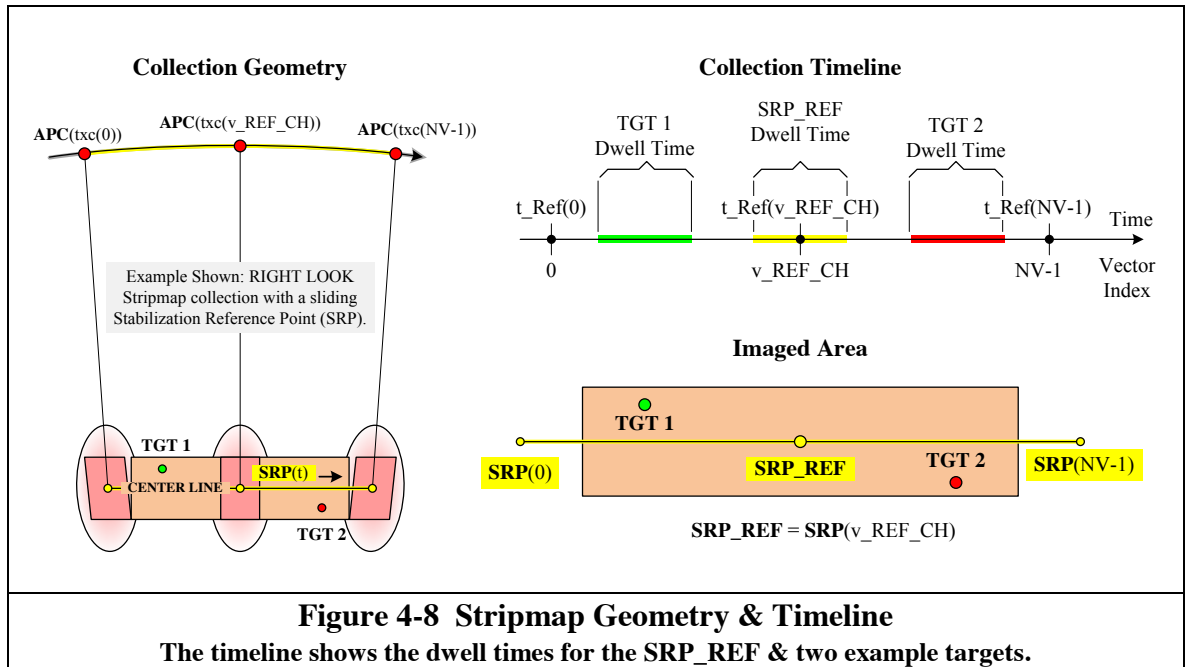 Collection Geometry
APC(txc(0))
APC(txc(v_REF_CH))
APC(txc(NV-1))
Example Shown: RIGHT LOOK
Stripmap collection with a sliding
Stabilization Reference Point (SRP).
TGT 1
SRP(t)
CENTER LINE
TGT 2
Collection Timeline
TGT 1
Dwell Time
SRP_REF
Dwell Time
TGT 2
Dwell Time
t_Ref(0)
t_Ref(v_REF_CH)
t_Ref(NV-1)
Time
0
v_REF_CH
NV-1
Vector
Index
Imaged Area
TGT 1
SRP(0)
SRP_REF
TGT 2
SRP(NV-1)
SRP_REF = SRP(v_REF_CH)
Figure 4-8 Stripmap Geometry & Timeline
The timeline shows the dwell times for the SRP_REF & two example targets.